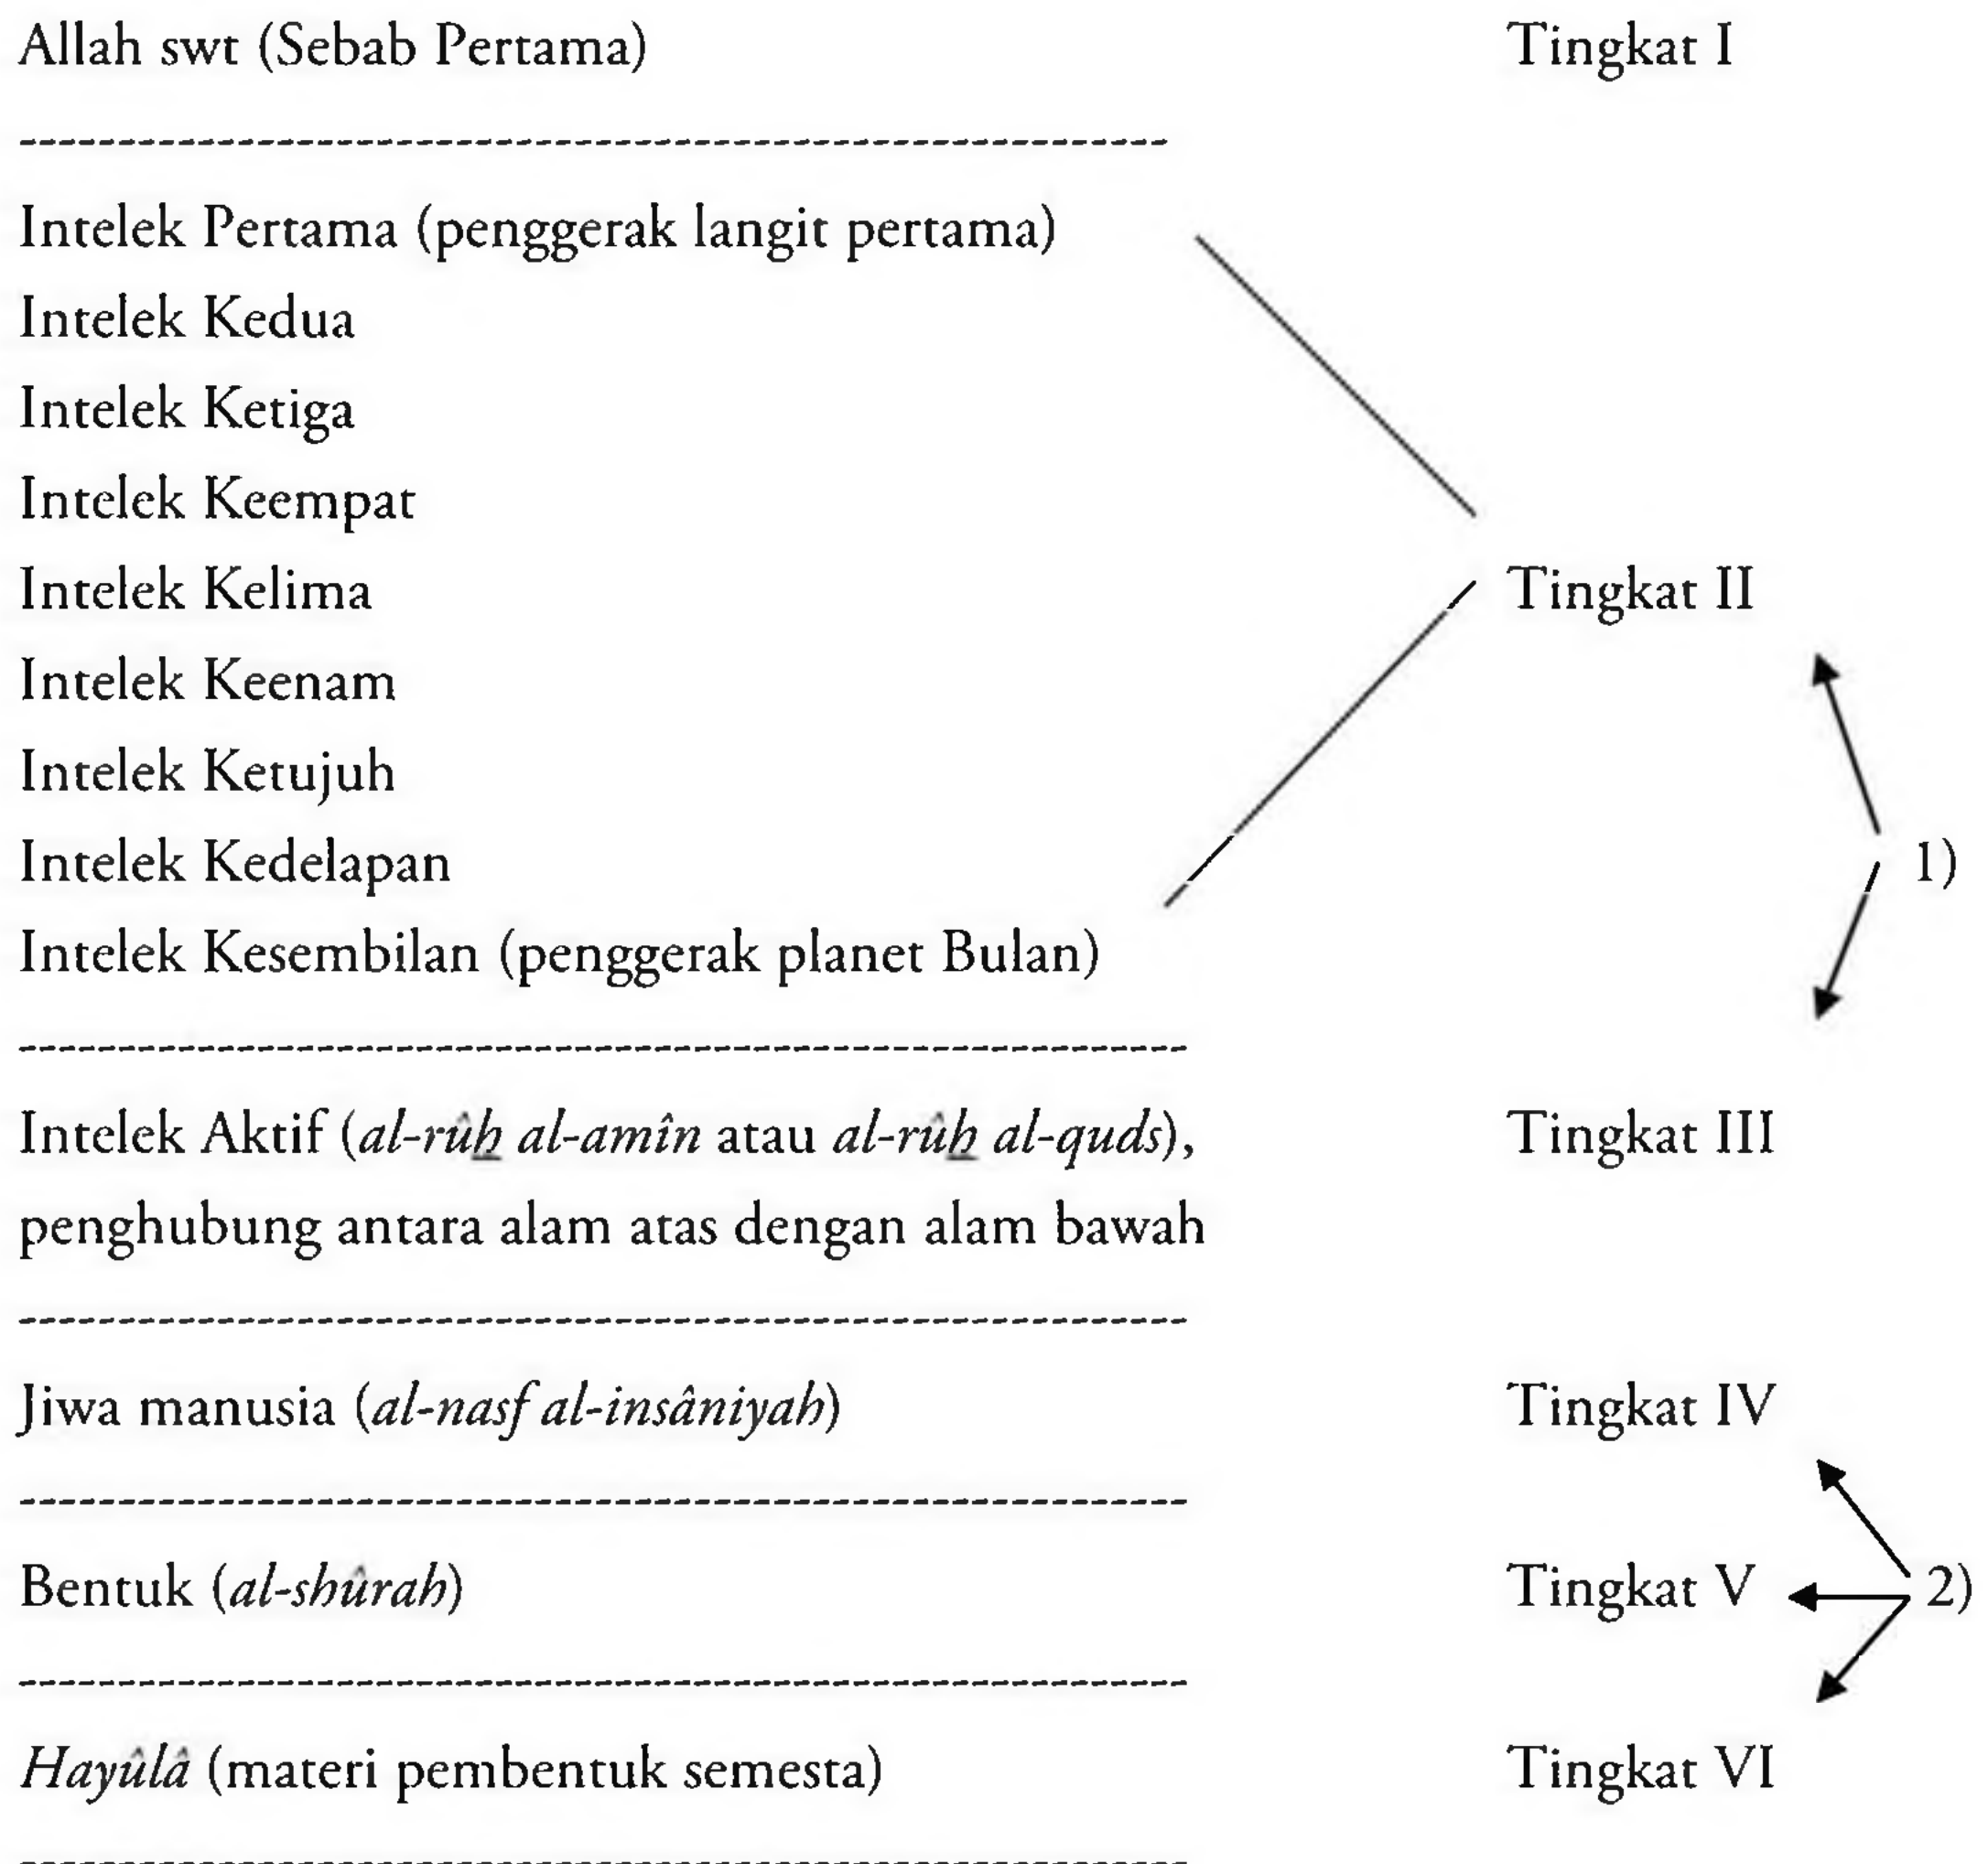 Allah swt (Sebab Pertama) Tingkat I
Intelek Pertama (penggerak langit pertama)
Intelek Kedua
Intelek Ketiga
Intelek Keempat
Intelek Kelima Tingkat II
Intelek Keenam
Intelek Ketujuh
Intelek Kedelapan 1)
Intelek Kesembilan (penggerak planet Bulan)
Intelek Aktif (al-rûẖ al-amîn atau al-rûẖ al-quds), Tingkat III
penghubung antara alam atas dengan alam bawah
Jiwa manusia (al-nasf al-insâniyah) Tingkat IV
Bentuk (al-shûrah) Tingkat V 2)
Hayûlâ (materi pembentuk semesta) Tingkat VI